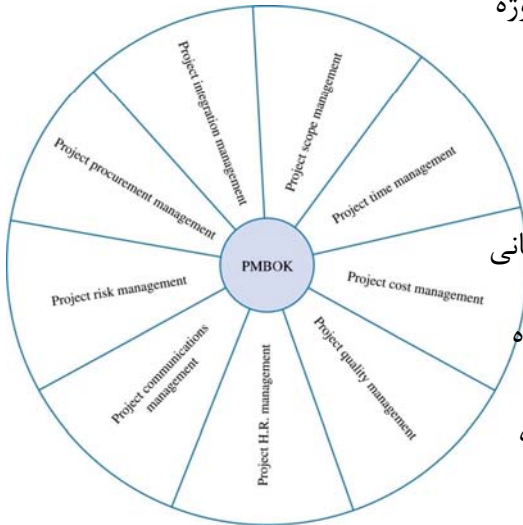 Project integration management
Project scope management
Project time management
Project cost management
Project quality management
Project H.R. management
Project communications
management
Project risk management
Project procurement management
PMBOK